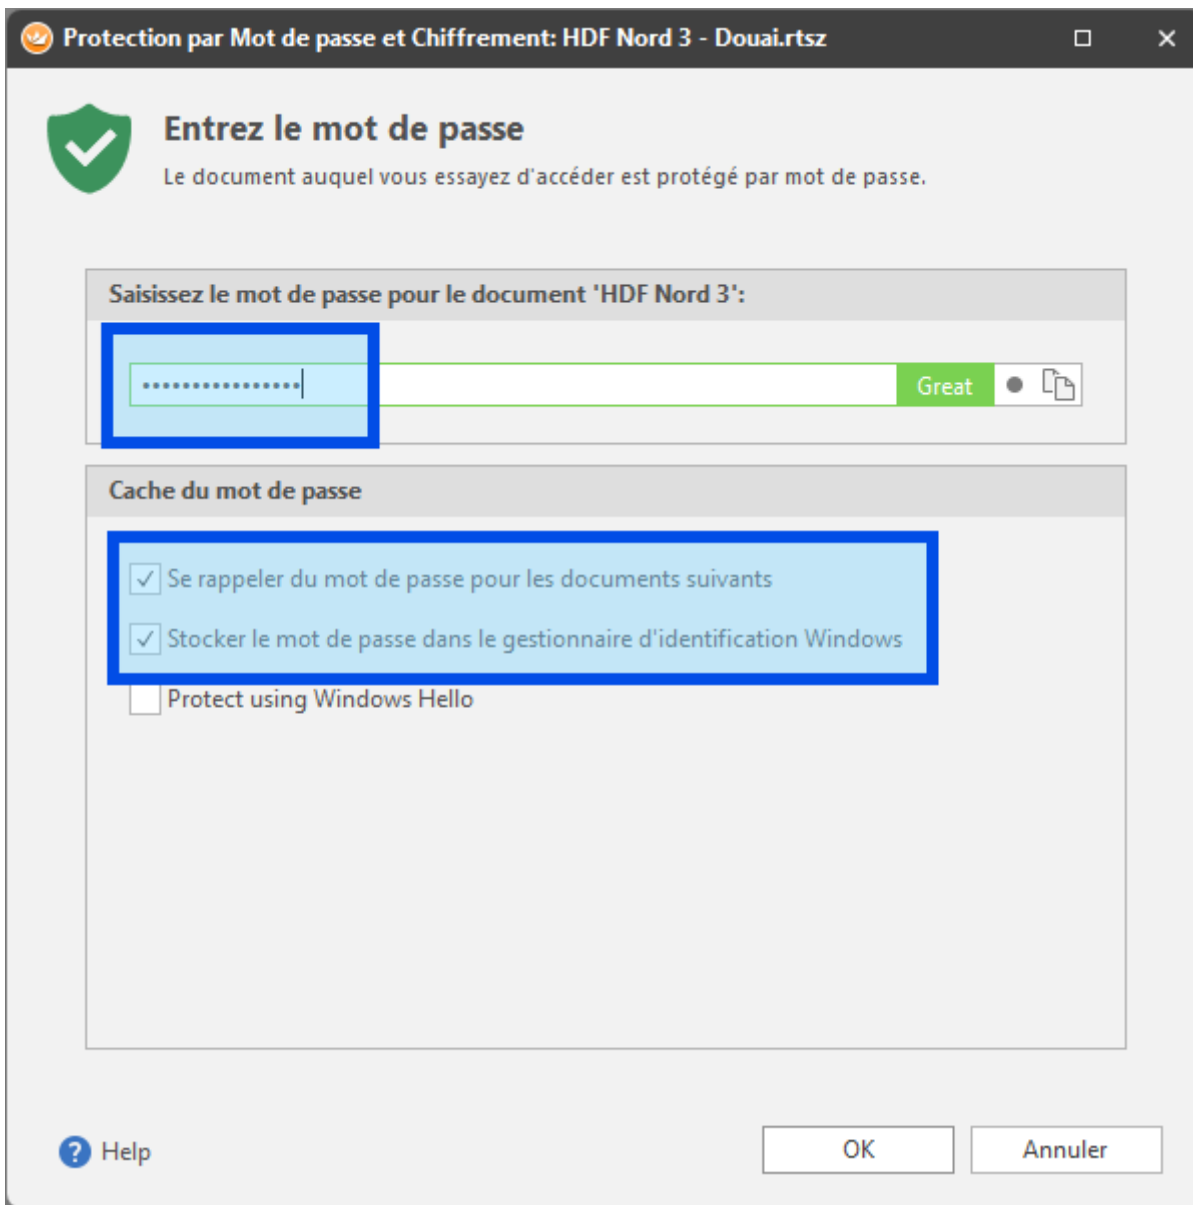 Protection par Mot de passe et Chiffrement: HDF Nord 3 - Douai.rtsz
Entrez le mot de passe
Le document auquel vous essayez d'accéder est protégé par mot de passe.
Saisissez le mot de passe pour le document 'HDF Nord 3':
••••••••••••••••
Great
Cache du mot de passe
Se rappeler du mot de passe pour les documents suivants
Stocker le mot de passe dans le gestionnaire d'identification Windows
Protect using Windows Hello
? Help
OK
Annuler